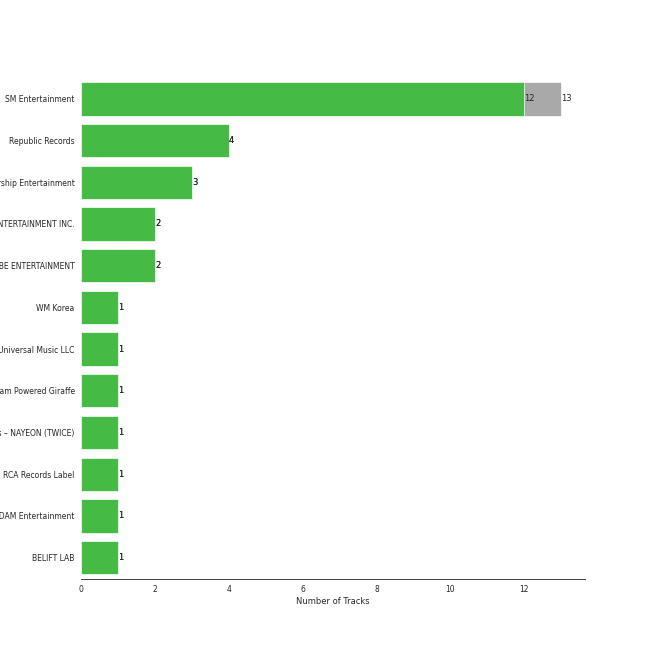 SM Entertainment 12 13
Republic Records 4
rship Entertainment 3
NTERTAINMENT INC. 2
BE ENTERTAINMENT 2
WM Korea 1
Universal Music LLC 1
am Powered Giraffe 1
s – NAYEON (TWICE) 1
RCA Records Label 1
DAM Entertainment 1
BELIFT LAB 1
0 2 4 6 8 10 12
Number of Tracks